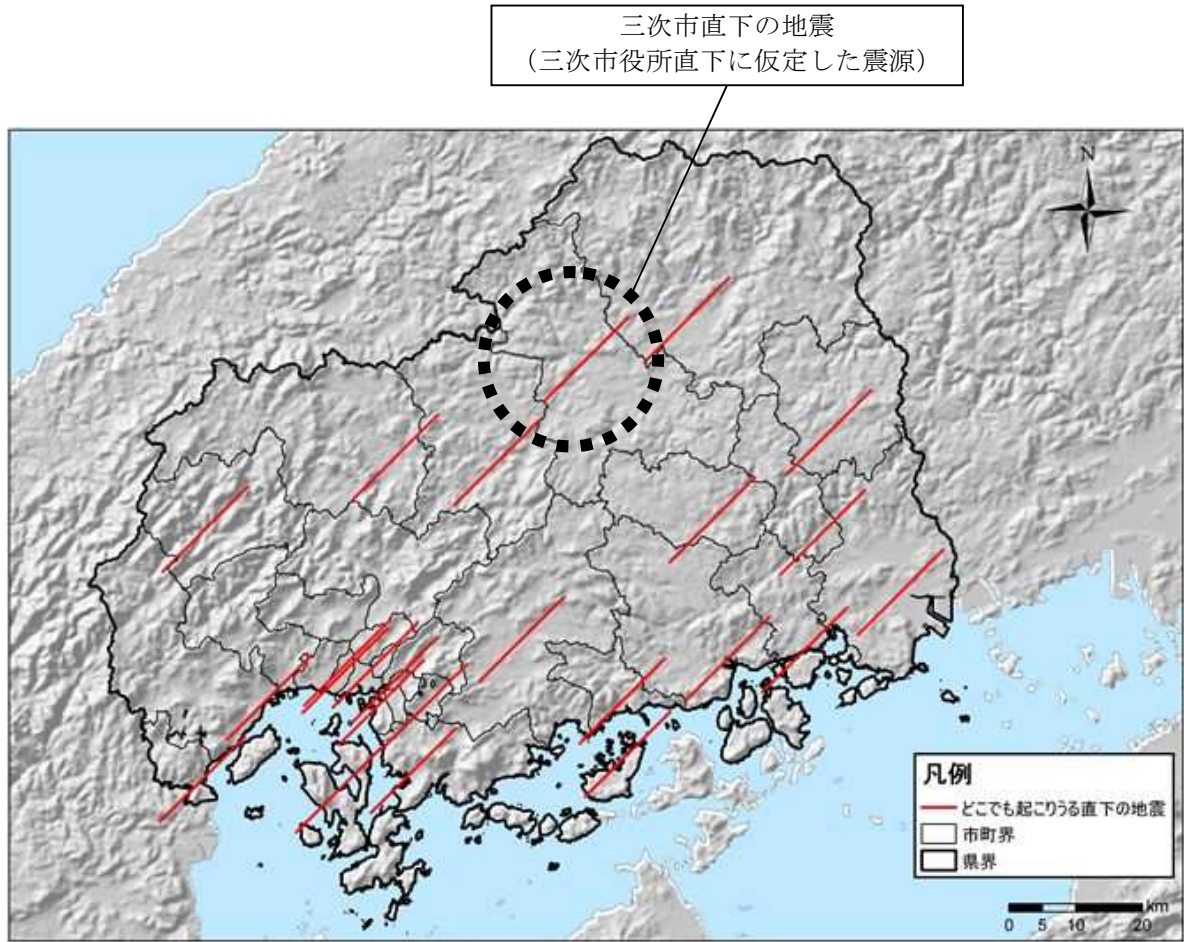 三次市直下の地震
（三次市役所直下に仮定した震源）
N
凡例
どこでも起こりうる直下の地震
市町界
県界
km
0 5 10 20